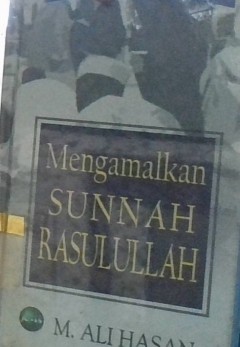 Mengamalkan
SUNNAH
RASULULLAH
M. ALI HASAN